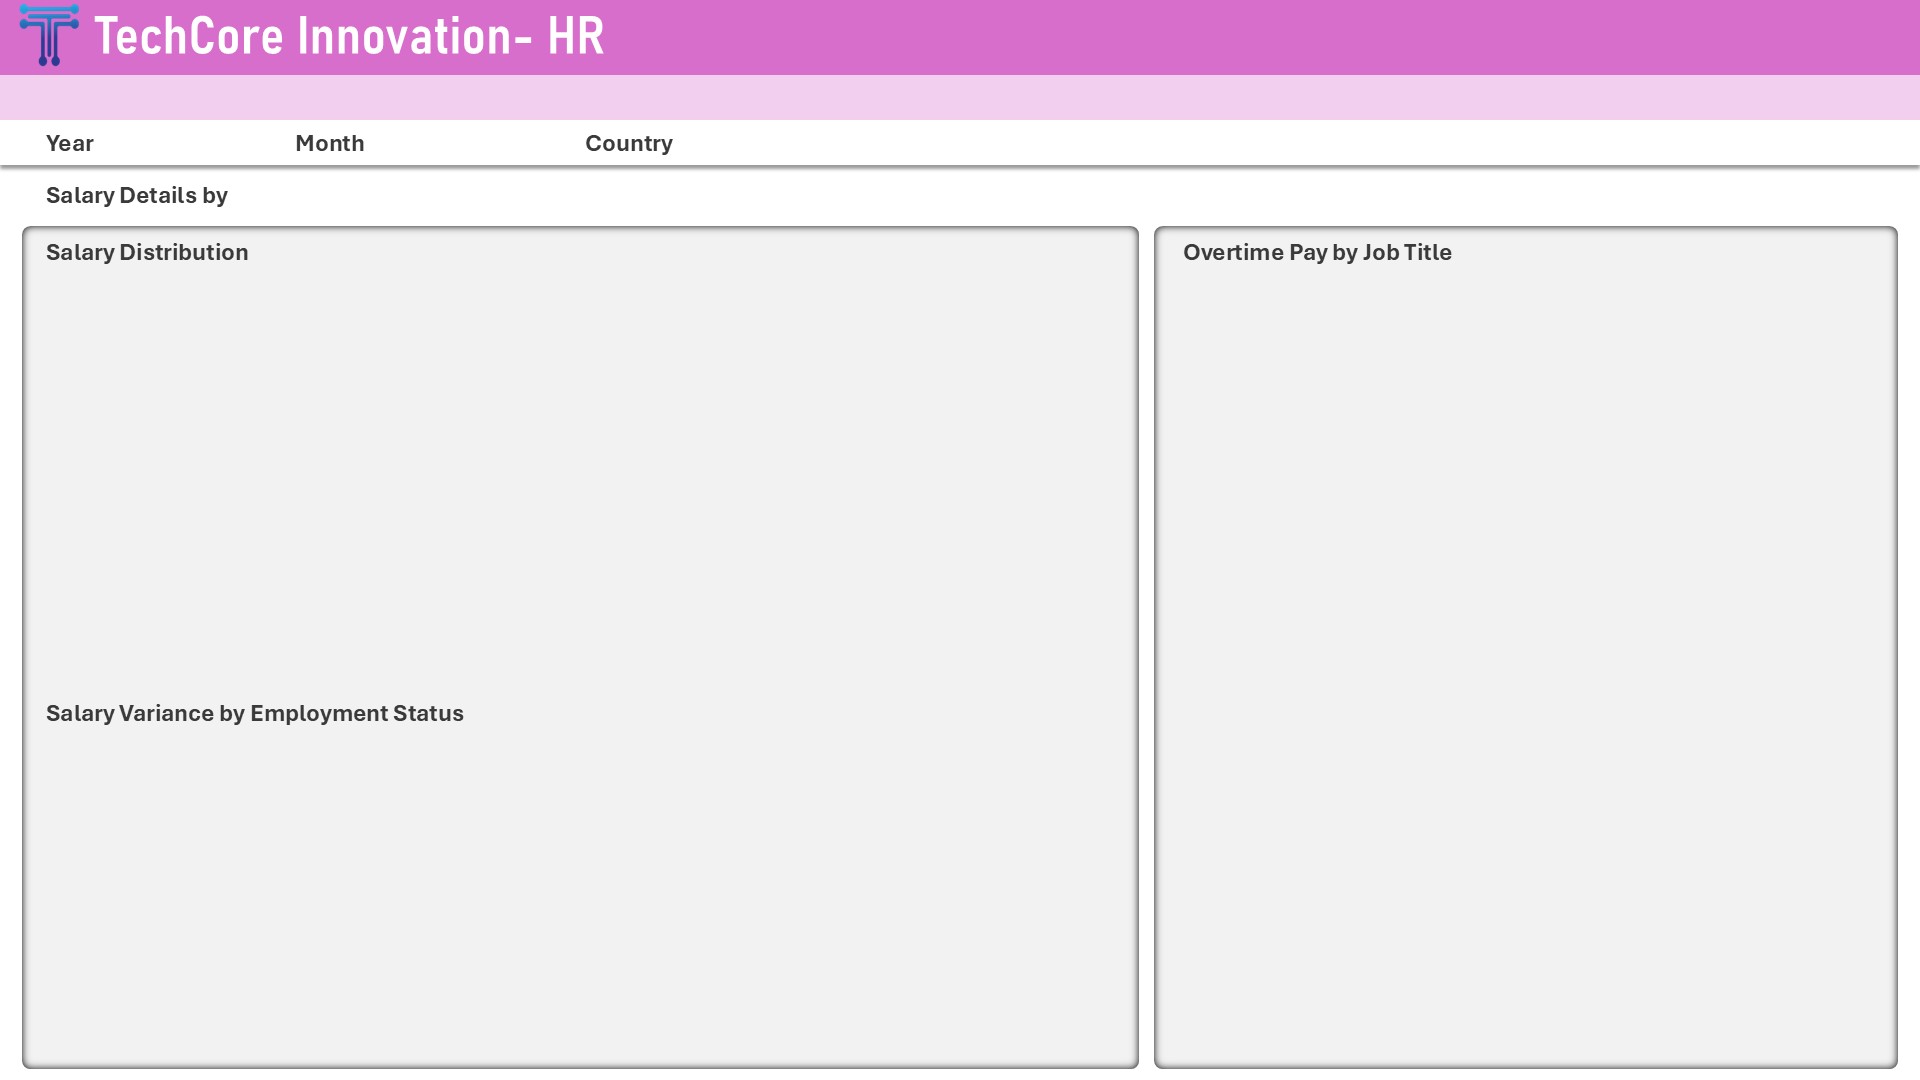 TechCore Innovation- HR
Year Month Country
Salary Details by
Salary Distribution
Overtime Pay by Job Title
Salary Variance by Employment Status